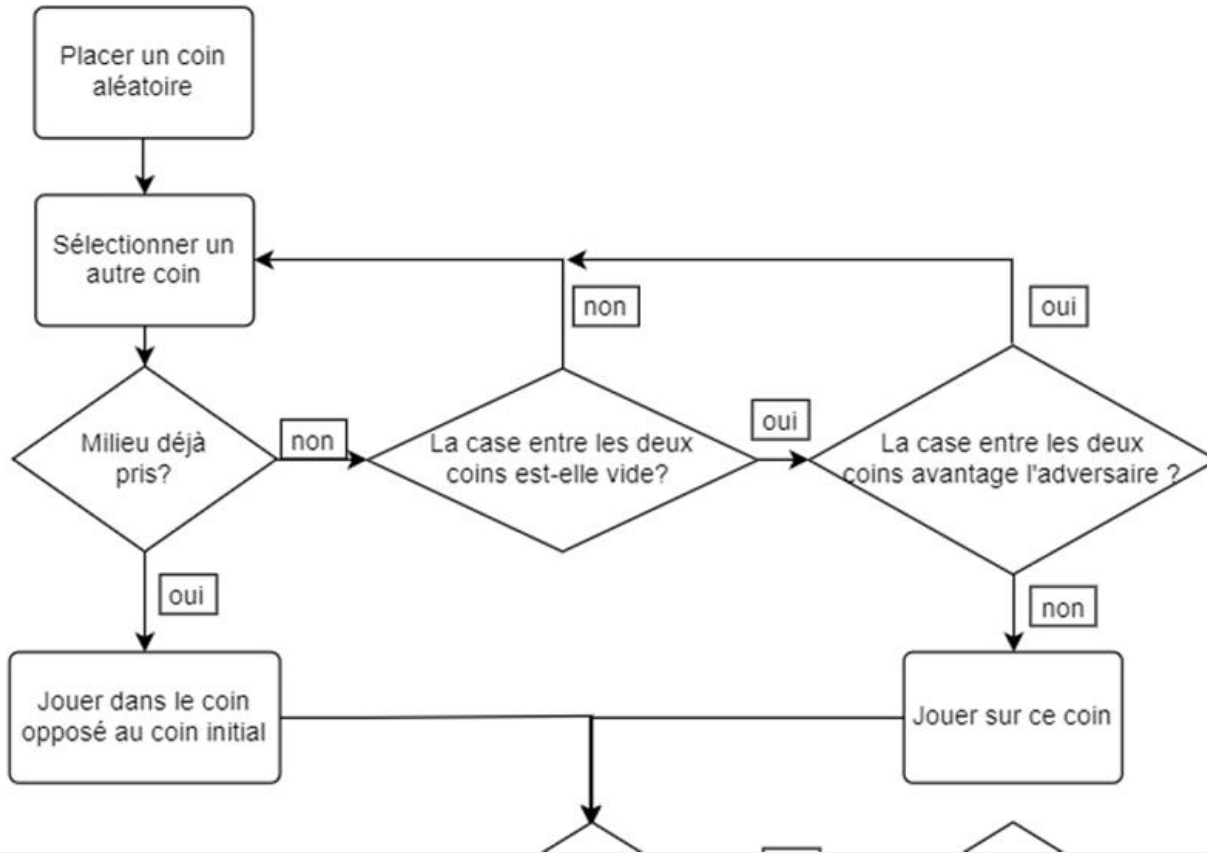 Placer un coin
aléatoire
Sélectionner un
autre coin
non
oui
Milieu déjà
pris?
non
La case entre les deux
coins est-elle vide?
oui
La case entre les deux
coins avantage l'adversaire ?
oui
non
Jouer dans le coin
opposé au coin initial
Jouer sur ce coin